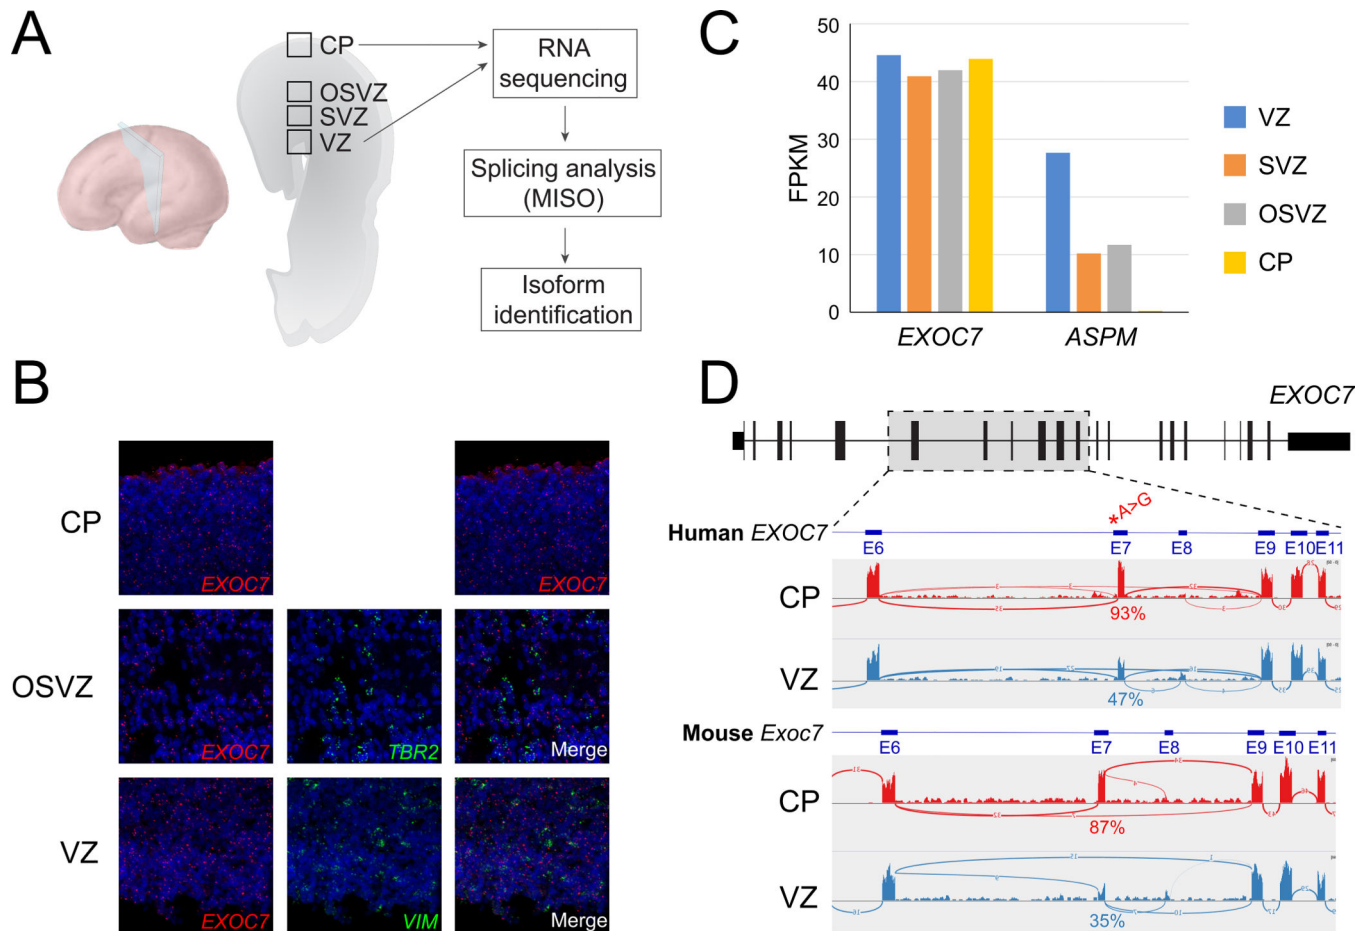 A
CP
OSVZ
SVZ
VZ
RNA
sequencing
Splicing analysis
(MISO)
Isoform
identification
B
CP
EXOC7
EXOC7
OSVZ
EXOC7
TBR2
Merge
VZ
EXOC7
VIM
Merge
C
FPKM
50
40
30
20
10
0
EXOC7
ASPM
VZ
SVZ
OSVZ
CP
D
EXOC7
*A>G
Human EXOC7
E6
E7
E8
E9
E10
E11
CP
93%
VZ
47%
Mouse Exoc7
E6
E7
E8
E9
E10
E11
CP
87%
VZ
35%